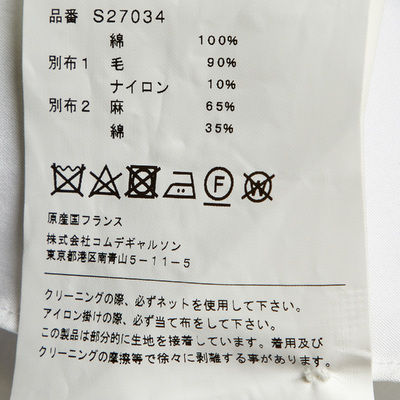 品番 S27034
綿 100%
別布1 毛 90%
ナイロン 10%
別布2 麻 65%
綿 35%
F W
原産国フランス
株式会社コムデギャルソン
東京都港区南青山5-11-5
クリーニングの際、必ずネットを使用して下さい。
アイロン掛けの際、必ず当て布をして下さい。
この製品は部分的に生地を接着しています。着用及び
クリーニングの摩擦等で徐々に剥離する事があります。